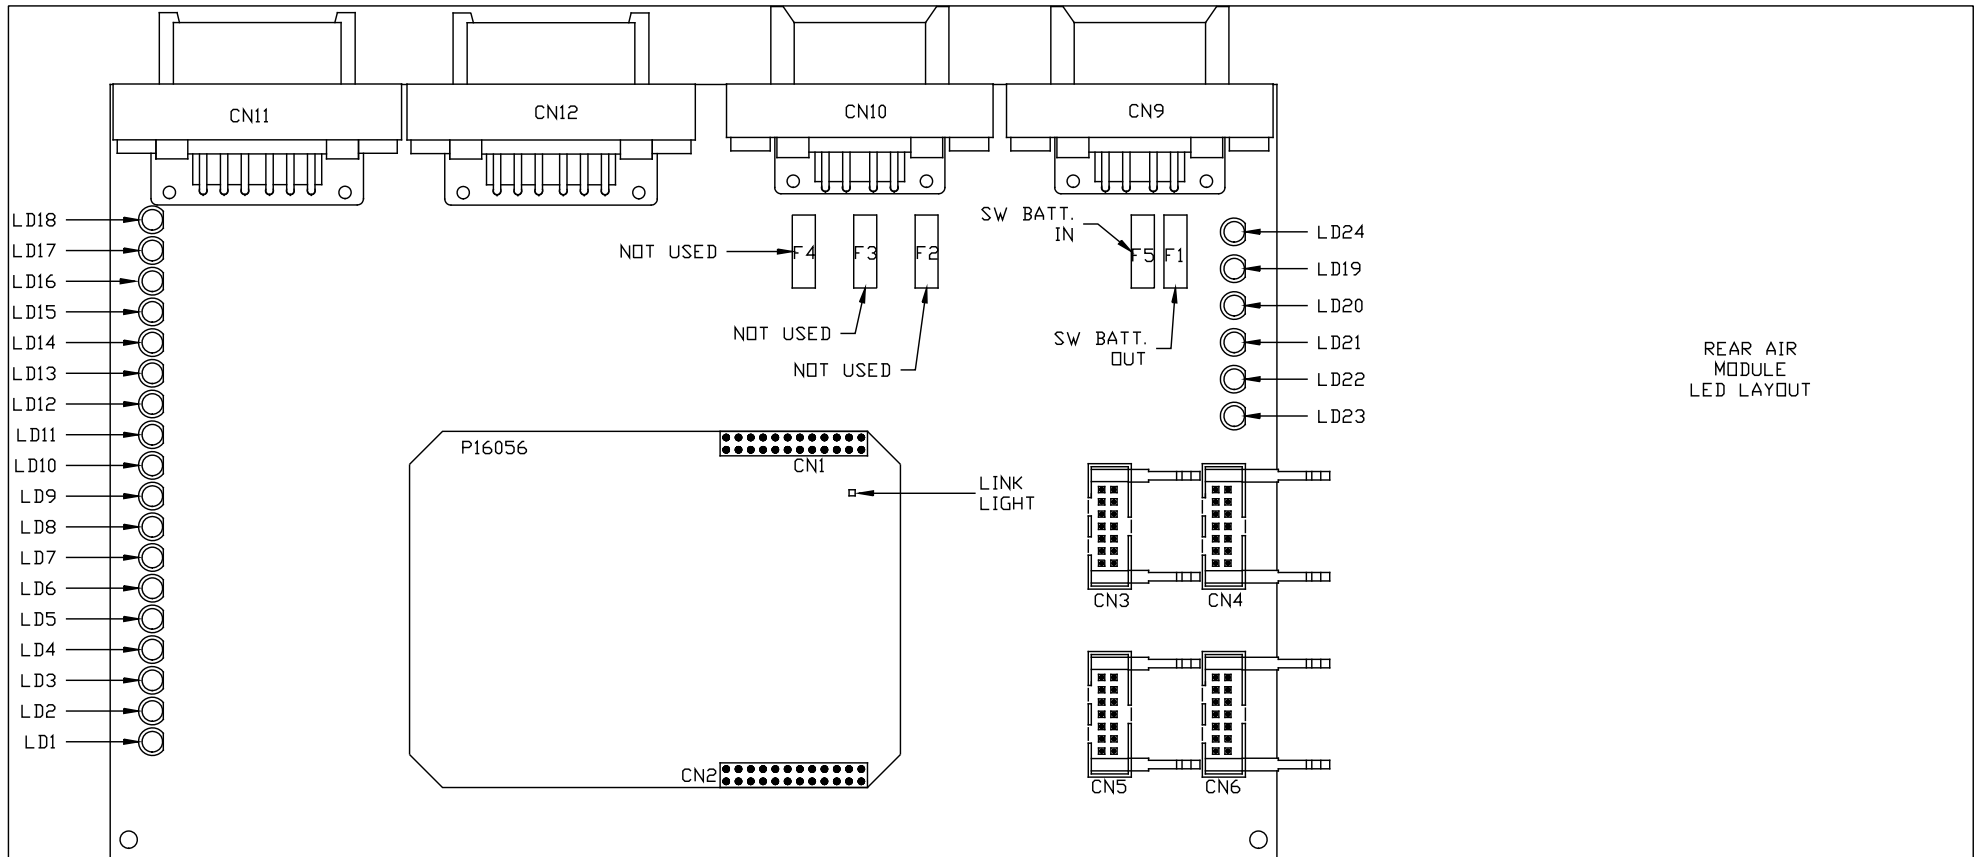 CN11
CN12
CN10
CN9
LD18
LD17
LD16
LD15
LD14
LD13
LD12
LD11
LD10
LD9
LD8
LD7
LD6
LD5
LD4
LD3
LD2
LD1
NOT USED
F4
F3
F2
NOT USED
NOT USED
SW BATT.
IN
F5
F1
SW BATT.
OUT
LD24
LD19
LD20
LD21
LD22
LD23
REAR AIR
MODULE
LED LAYOUT
P16056
CN1
LINK
LIGHT
CN2
CN3
CN4
CN5
CN6